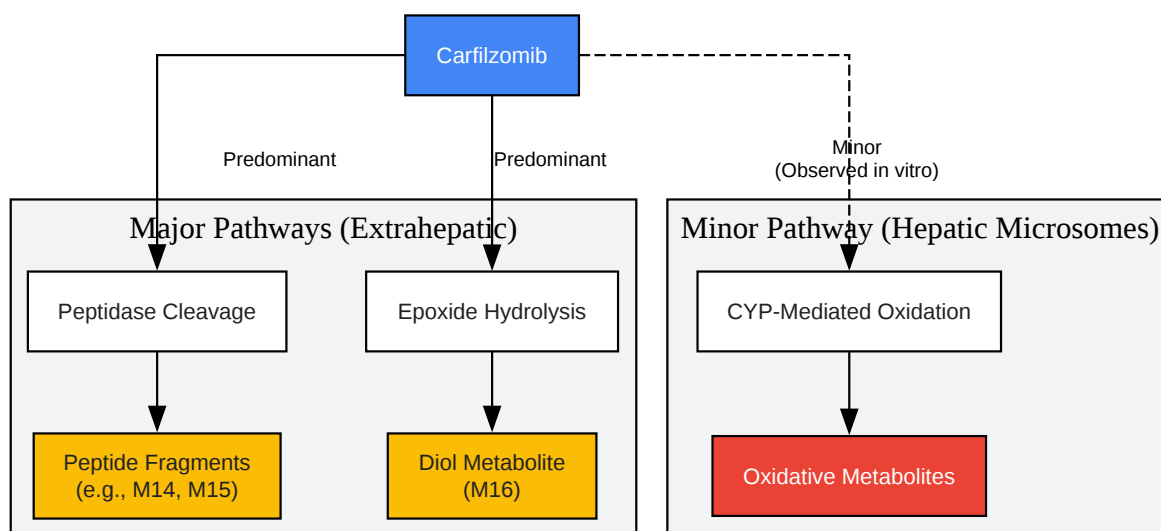 Carfilzomib
Predominant
Predominant
Minor
(Observed in vitro)
Major Pathways (Extrahepatic)
Minor Pathway (Hepatic Microsomes)
Peptidase Cleavage
Epoxide Hydrolysis
CYP-Mediated Oxidation
Peptide Fragments
(e.g., M14, M15)
Diol Metabolite
(M16)
Oxidative Metabolites